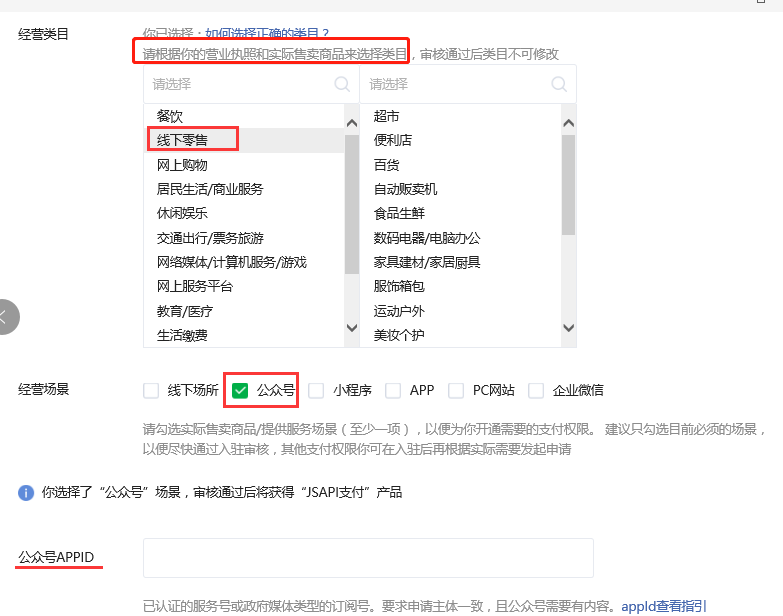 经营类目
你已选择：如何选择正确的类目？
请根据你的营业执照和实际售卖商品来选择类目，审核通过后类目不可修改
请选择 请选择
餐饮 超市
线下零售 便利店
网上购物 百货
居民生活/商业服务 自动贩卖机
休闲娱乐 食品生鲜
交通出行/票务旅游 数码电器/电脑办公
网络媒体/计算机服务/游戏 家具建材/家居厨具
网上服务平台 服饰箱包
教育/医疗 运动户外
生活缴费 美妆个护
经营场景 线下场所 公众号 小程序 APP PC网站 企业微信
请勾选实际售卖商品/提供服务场景（至少一项），以便为你开通需要的支付权限。 建议只勾选目前必须的场景，
以便尽快通过入驻审核，其他支付权限你可在入驻后再根据实际需要发起申请
你选择了“公众号”场景，审核通过后将获得“JSAPI支付”产品
公众号APPID
已认证的服务号或政府媒体类型的订阅号。要求申请主体一致，且公众号需要有内容。appId查看指引